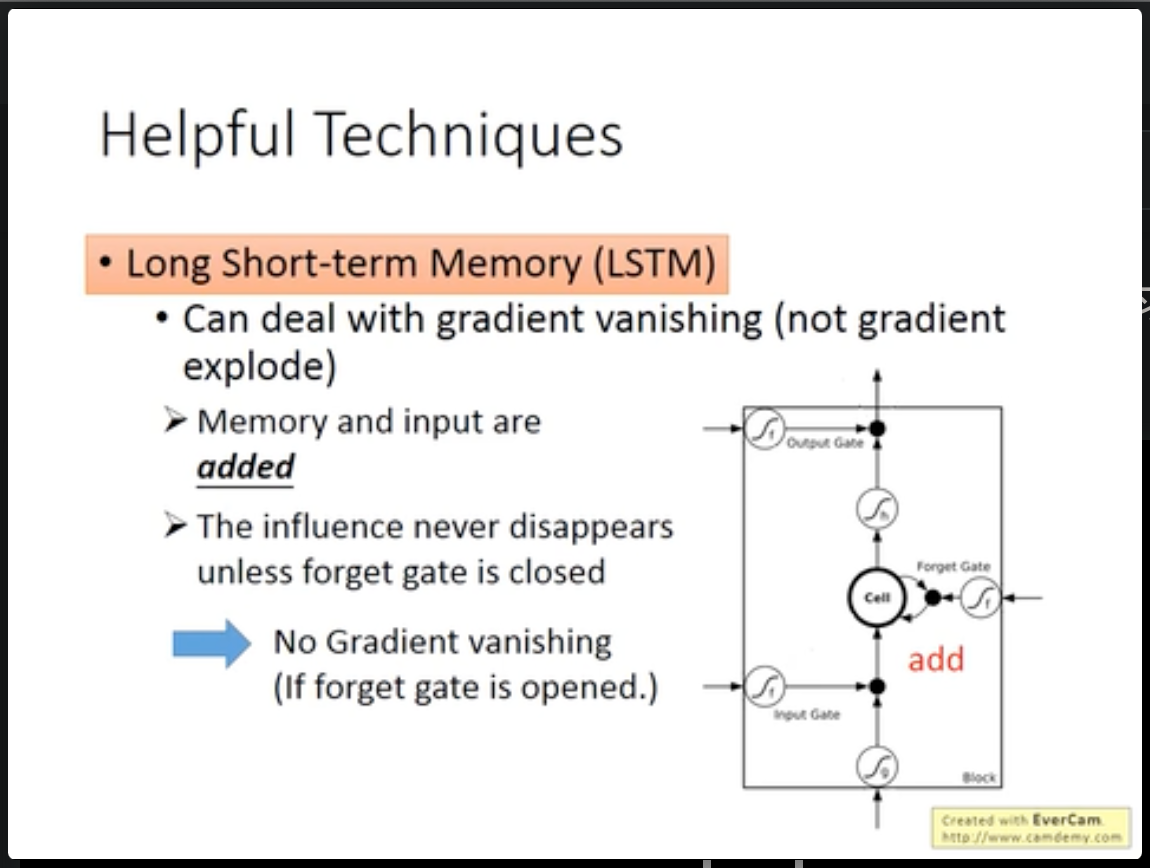 Helpful Techniques
• Long Short-term Memory (LSTM)
• Can deal with gradient vanishing (not gradient
explode)
➢ Memory and input are
added
➢ The influence never disappears
unless forget gate is closed
No Gradient vanishing
(If forget gate is opened.)
f
Output Gate
h
Forget Gate
Cell
f
add
f
Input Gate
g
Block
Created with EverCam.
http://www.camdemy.com